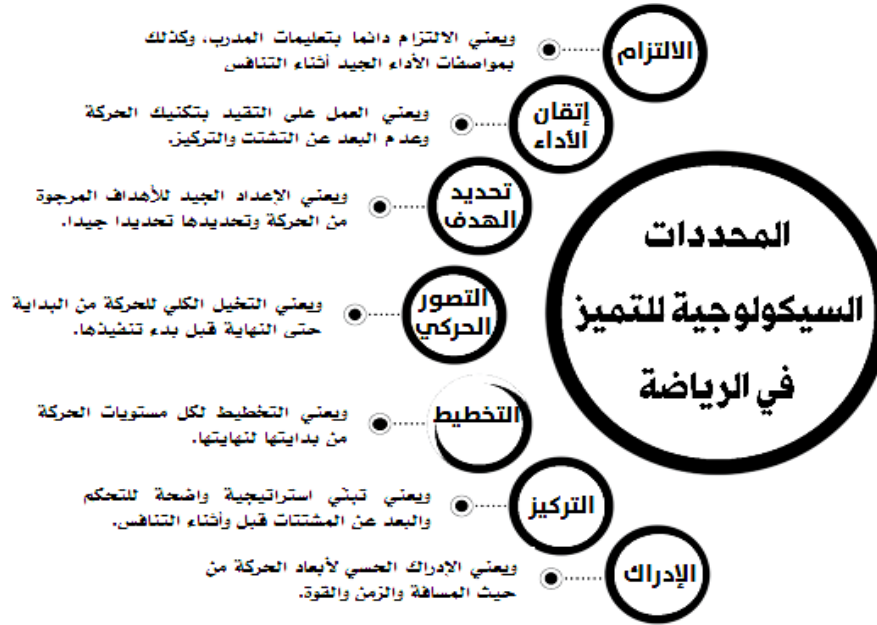 المحددات
السيكولوجية للتميز
في الرياضة
الالتزام
ويعني الالتزام دائما بتعليمات المدرب، وكذلك
بمواصفات الأداء الجيد أثناء التنافس
إتقان
الأداء
ويعني العمل على التقيد بتكنيك الحركة
وعدم البعد عن التشتت والتركيز.
تحديد
الهدف
ويعني الإعداد الجيد للأهداف المرجوة
من الحركة وتحديدها تحديدا جيدا.
التصور
الحركي
ويعني التخيل الكلي للحركة من البداية
حتى النهاية قبل بدء تنفيذها.
التخطيط
ويعني التخطيط لكل مستويات الحركة
من بدايتها لنهايتها.
التركيز
ويعني تبنّي استراتيجية واضحة للتحكم
والبعد عن المشتتات قبل وأثناء التنافس.
الإدراك
ويعني الإدراك الحسي لأبعاد الحركة من
حيث المسافة والزمن والقوة.